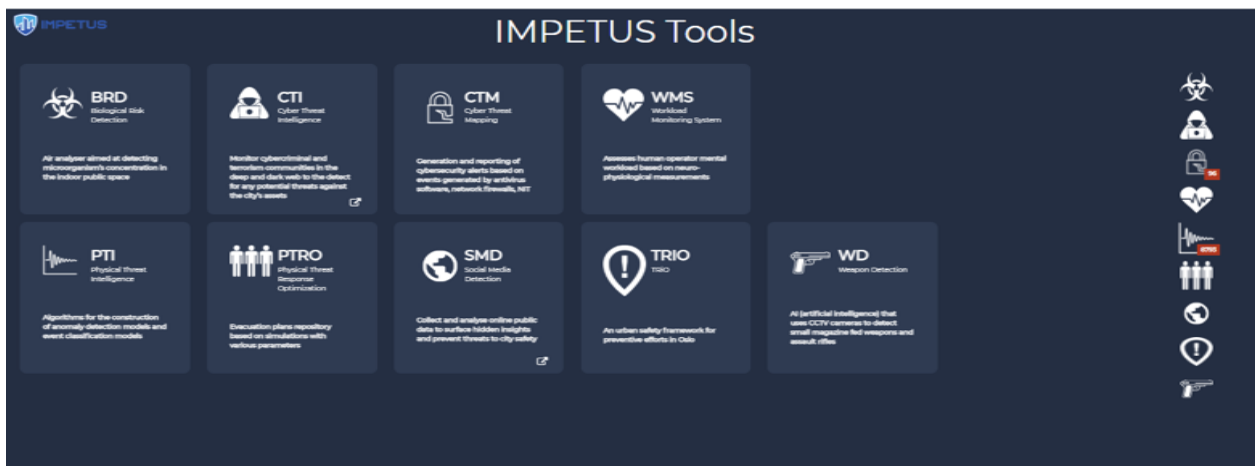 IMPETUS
IMPETUS Tools
BRD
Biological Risk
Detection
Air analyser aimed at detecting
microorganism's concentration in
the indoor public space
CTI
Cyber Threat
Intelligence
Monitor cybercriminal and
terrorism communities in the
deep and dark web to the detect
for any potential threats against
the city's assets
CTM
Cyber Threat
Mapping
Generation and reporting of
cybersecurity alerts based on
events generated by antivirus
software, network firewalls, NIT
WMS
Workload
Monitoring System
Assesses human operator mental
workload based on neuro-
physiological measurements
PTI
Physical Threat
Intelligence
Algorithms for the construction
of anomaly detection models and
event classification models
PTRO
Physical Threat
Response
Optimization
Evacuation plans repository
based on simulations with
various parameters
SMD
Social Media
Detection
Collect and analyse online public
data to surface hidden insights
and prevent threats to city safety
TRIO
TRIO
An urban safety framework for
preventive efforts in Oslo
WD
Weapon Detection
AI (artificial intelligence) that
uses CCTV cameras to detect
small magazine fed weapons and
assault rifles
96